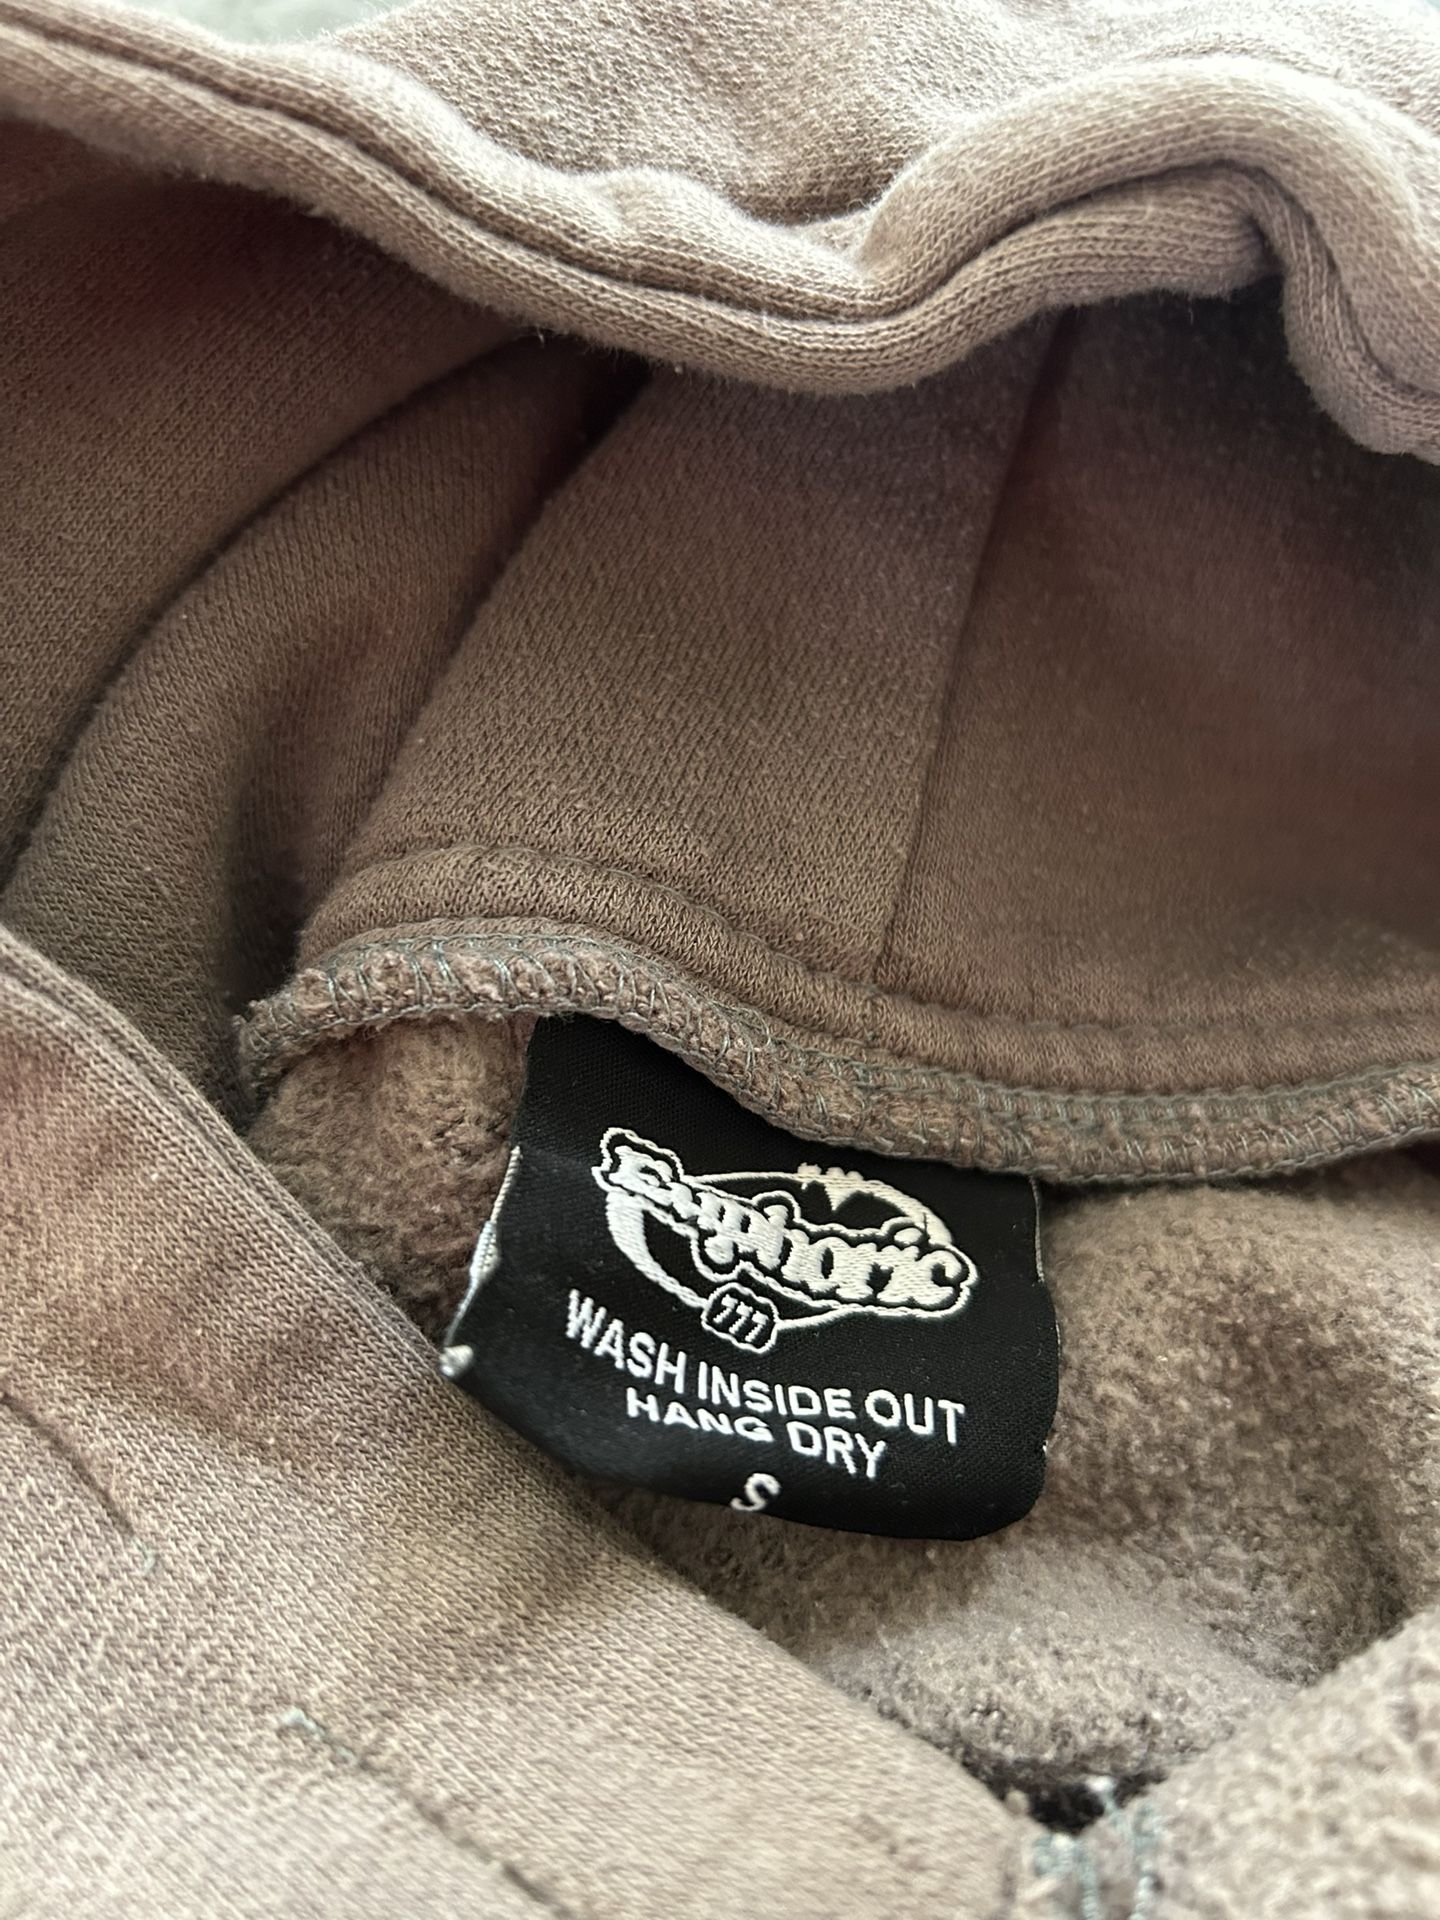 Euphoric
777
WASH INSIDE OUT
HANG DRY
S